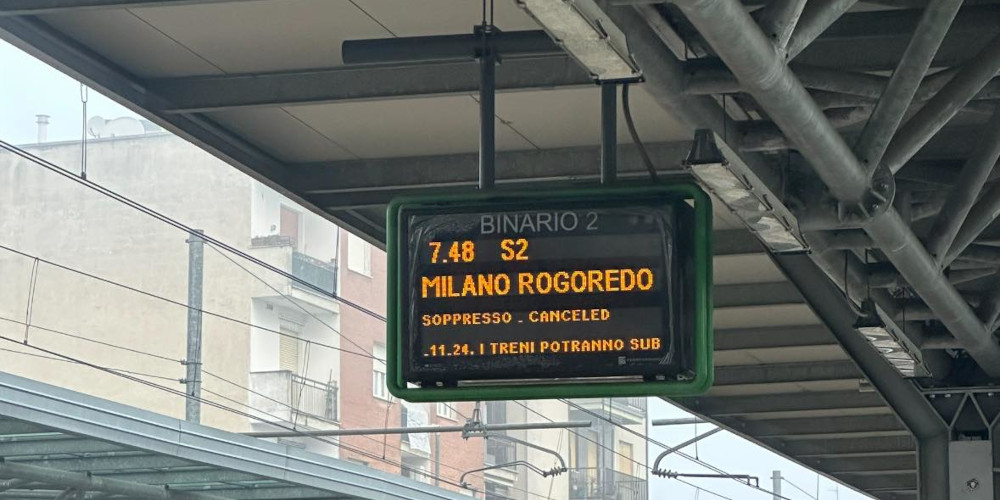 BINARIO 2
7.48 S2
MILANO ROGOREDO
SOPPRESSO - CANCELED
.11.24. I TRENI POTRANNO SUB